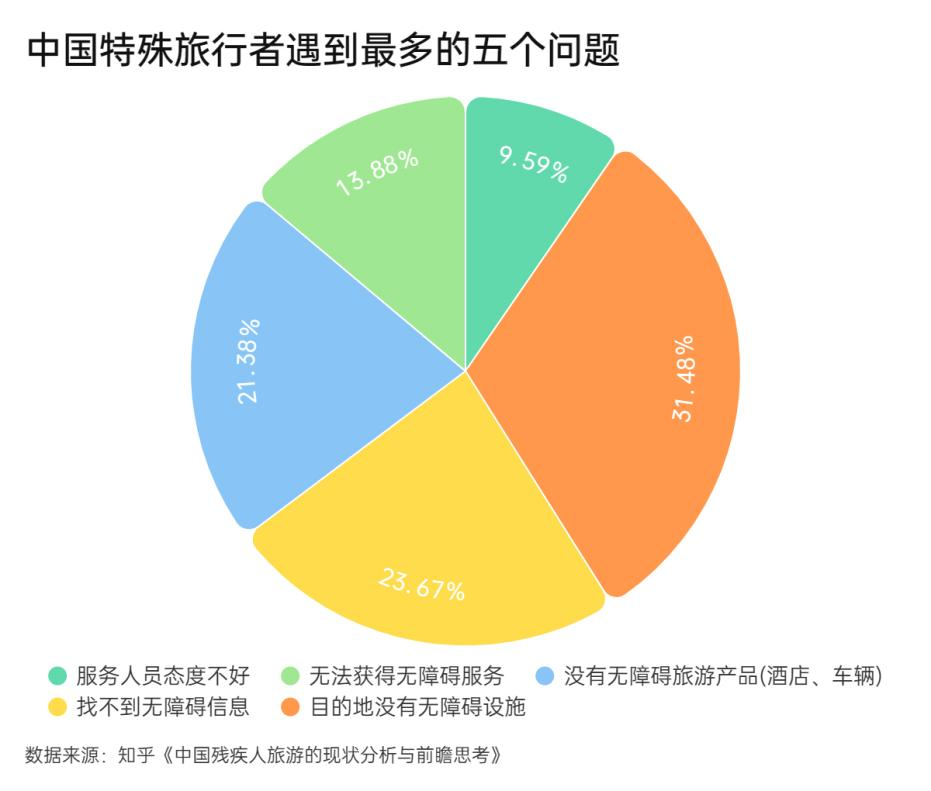 中国特殊旅行者遇到最多的五个问题
13.88%
9.59%
21.38%
31.48%
23.67%
服务人员态度不好 无法获得无障碍服务 没有无障碍旅游产品(酒店、车辆)
找不到无障碍信息 目的地没有无障碍设施
数据来源：知乎《中国残疾人旅游的现状分析与前瞻思考》